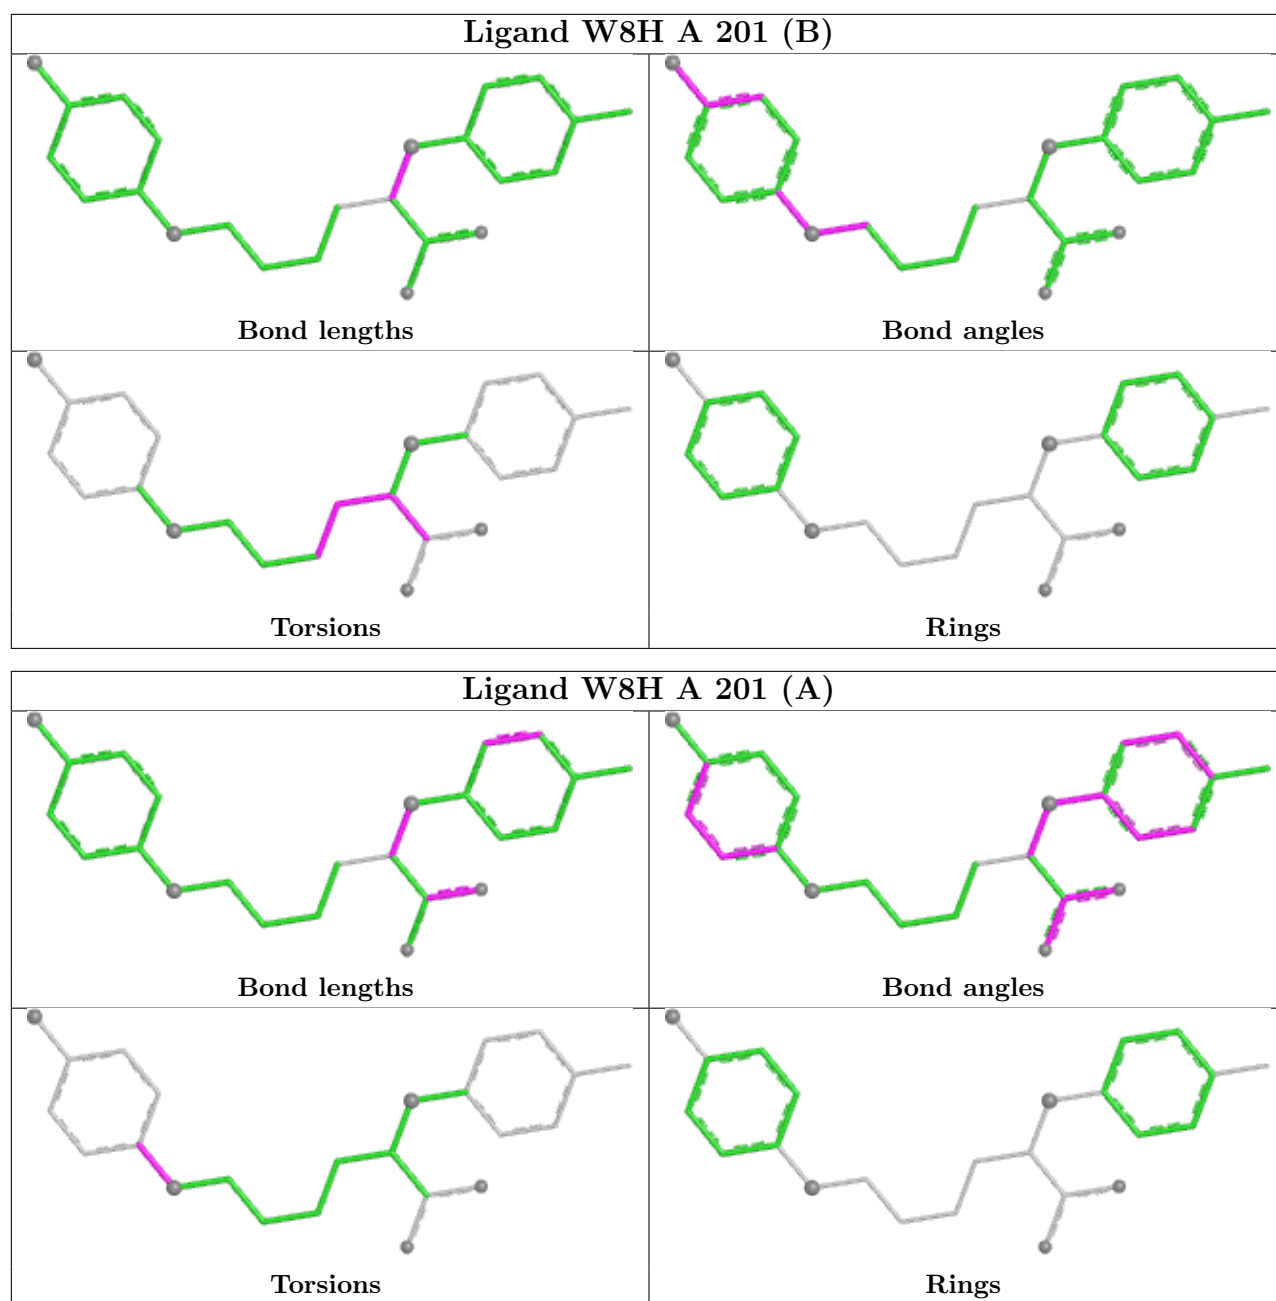 Ligand W8H A 201 (B)
Bond lengths
Bond angles
Torsions
Rings
Ligand W8H A 201 (A)
Bond lengths
Bond angles
Torsions
Rings